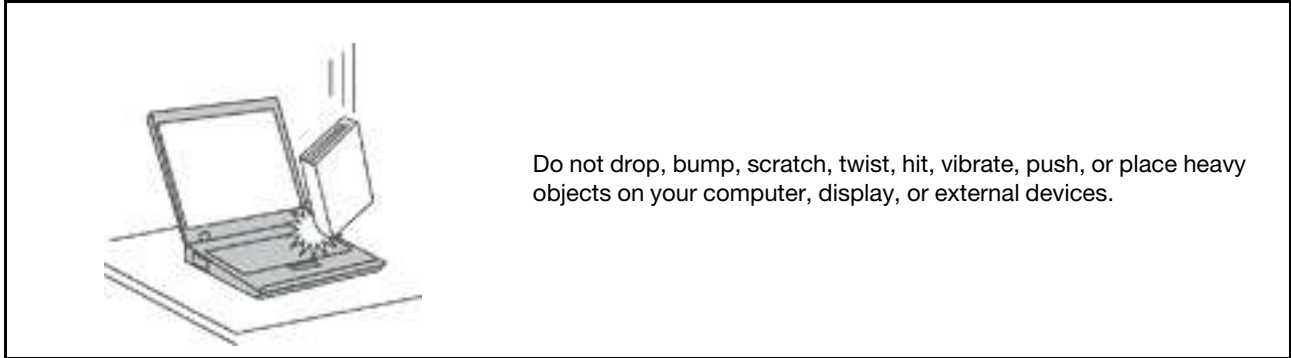 Do not drop, bump, scratch, twist, hit, vibrate, push, or place heavy
objects on your computer, display, or external devices.